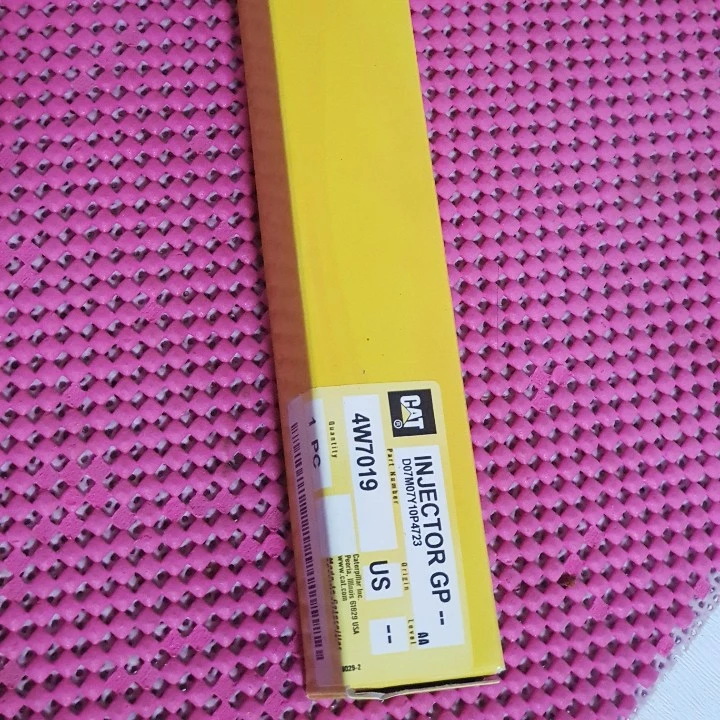 CAT®
INJECTOR GP --
D07M07Y10P4723
AA
Part Number
Origin
Level
4W7019
US
--
Quantity
1 PC
Caterpillar Inc.
Peoria, Illinois 61629 USA
www.cat.com